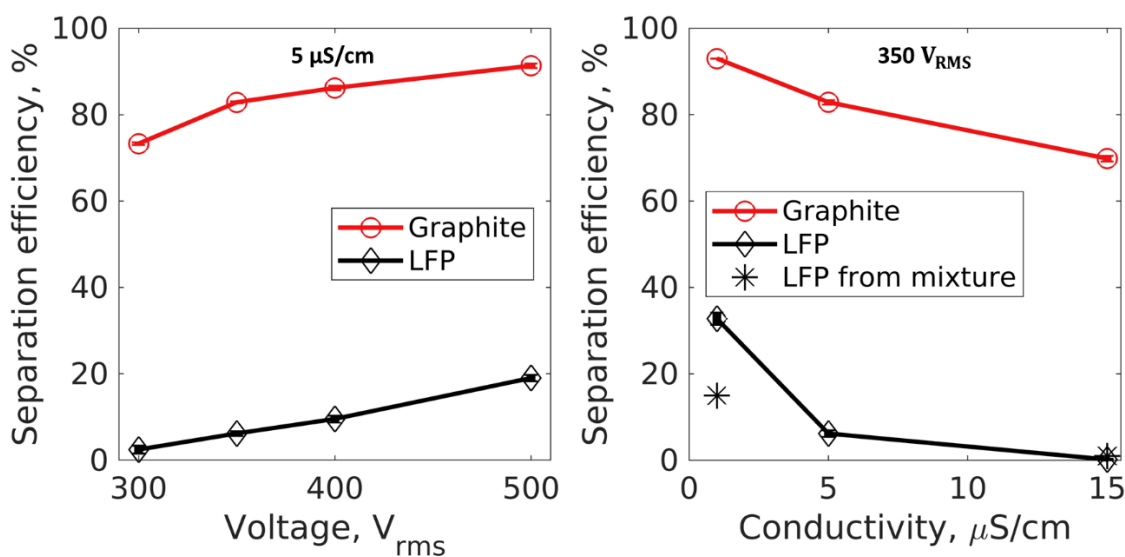 5 µS/cm
Separation efficiency, %
100
80
60
40
20
0
Graphite
LFP
300
400
500
Voltage, Vrms
350 VRMS
Separation efficiency, %
100
80
60
40
20
0
Graphite
LFP
LFP from mixture
0
5
10
15
Conductivity, µS/cm